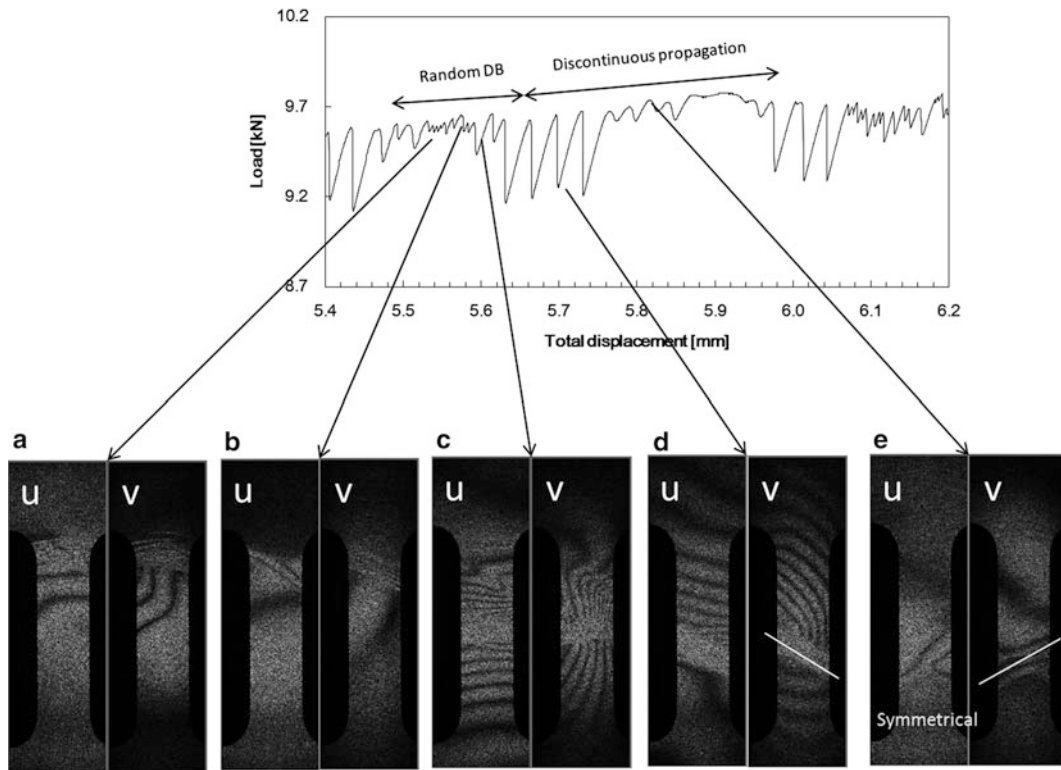 10.2
Random DB
Discontinuous propagation
9.7
Load[kN]
9.2
8.7
5.4 5.5 5.6 5.7 5.8 5.9 6.0 6.1 6.2
Total displacement [mm]
a b c d e
u v u v u v u v u v
Symmetrical